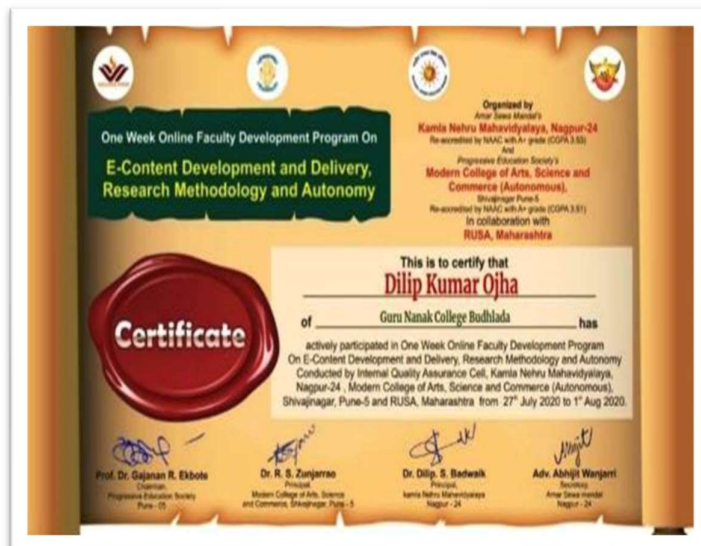 One Week Online Faculty Development Program On
E-Content Development and Delivery,
Research Methodology and Autonomy
Organized by
Amar Sewa Mandal's
Kamla Nehru Mahavidyalaya, Nagpur-24
Re-accredited by NAAC with A+ grade (CGPA 3.53)
And
Progressive Education Society's
Modern College of Arts, Science and
Commerce (Autonomous),
Shivajinagar Pune-5
Re-accredited by NAAC with A+ grade (CGPA 3.51)
In collaboration with
RUSA, Maharashtra
This is to certify that
Dilip Kumar Ojha
of Guru Nanak College Budhlada has
actively participated in One Week Online Faculty Development Program
On E-Content Development and Delivery, Research Methodology and Autonomy
Conducted by Internal Quality Assurance Cell, Kamla Nehru Mahavidyalaya,
Nagpur-24 , Modern College of Arts, Science and Commerce (Autonomous),
Shivajinagar, Pune-5 and RUSA, Maharashtra from 27th July 2020 to 1st Aug 2020.
Certificate
Prof. Dr. Gajanan R. Ekbote
Chairman,
Progressive Education Society
Pune - 05
Dr. R. S. Zunjarrao
Principal,
Modern College of Arts, Science
and Commerce, Shivajinagar, Pune - 5
Dr. Dilip. S. Badwaik
Principal,
kamla Nehru Mahavidyalaya
Nagpur - 24
Adv. Abhijit Wanjarri
Secretary,
Amar Sewa mandal
Nagpur - 24